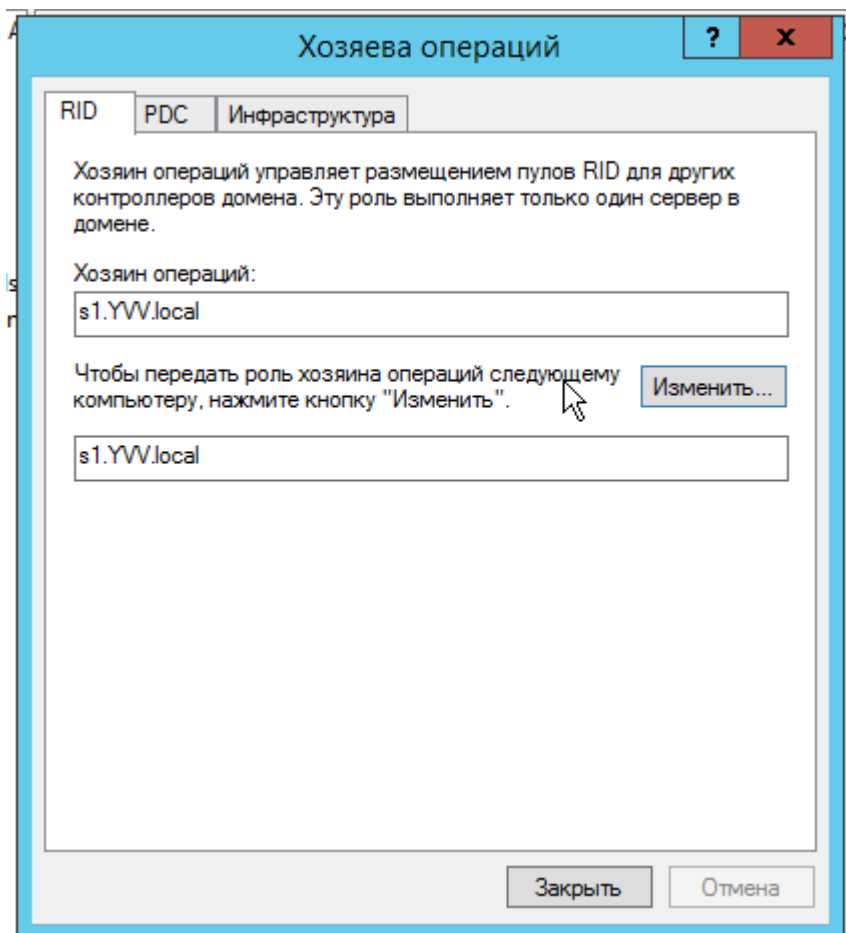 Хозяева операций
?
x
RID
PDC
Инфраструктура
Хозяин операций управляет размещением пулов RID для других
контроллеров домена. Эту роль выполняет только один сервер в
домене.
Хозяин операций:
s1.YVV.local
Чтобы передать роль хозяина операций следующему
компьютеру, нажмите кнопку "Изменить".
Изменить...
s1.YVV.local
Закрыть
Отмена